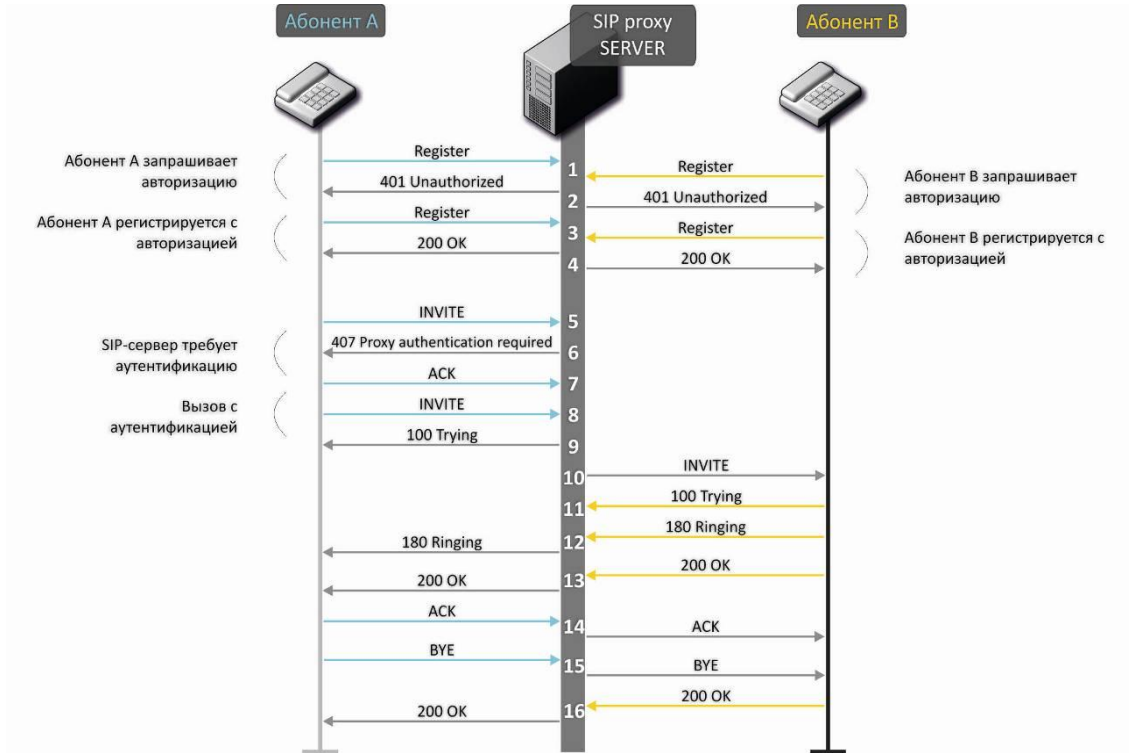 Абонент A
SIP proxy
SERVER
Абонент B
Абонент А запрашивает
авторизацию
Register
1
Register
Абонент В запрашивает
авторизацию
401 Unauthorized
2
401 Unauthorized
Абонент А регистрируется с
авторизацией
Register
3
Register
Абонент В регистрируется с
авторизацией
200 OK
4
200 OK
INVITE
5
SIP-сервер требует
аутентификацию
407 Proxy authentication required
6
ACK
7
Вызов с
аутентификацией
INVITE
8
100 Trying
9
10
INVITE
11
100 Trying
180 Ringing
12
180 Ringing
200 OK
13
200 OK
ACK
14
ACK
BYE
15
BYE
200 OK
16
200 OK